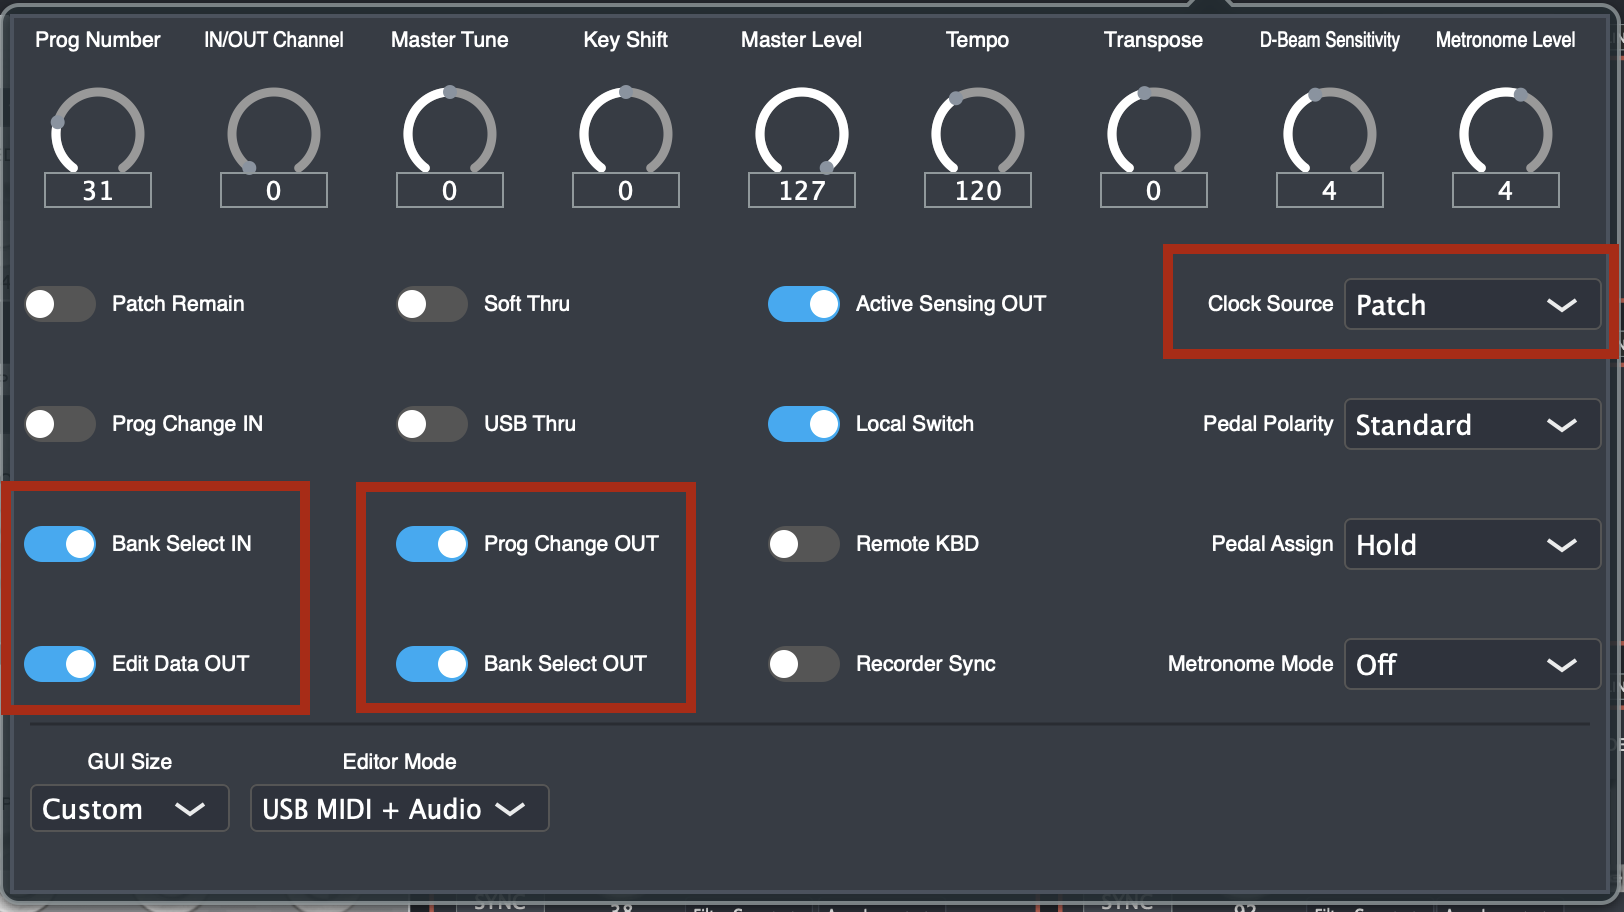 Prog Number IN/OUT Channel Master Tune Key Shift Master Level Tempo Transpose D-Beam Sensitivity Metronome Level
31 0 0 0 127 120 0 4 4
Patch Remain Soft Thru Active Sensing OUT Clock Source Patch
Prog Change IN USB Thru Local Switch Pedal Polarity Standard
Bank Select IN Prog Change OUT Remote KBD Pedal Assign Hold
Edit Data OUT Bank Select OUT Recorder Sync Metronome Mode Off
GUI Size Editor Mode
Custom USB MIDI + Audio
SYNC SYNC